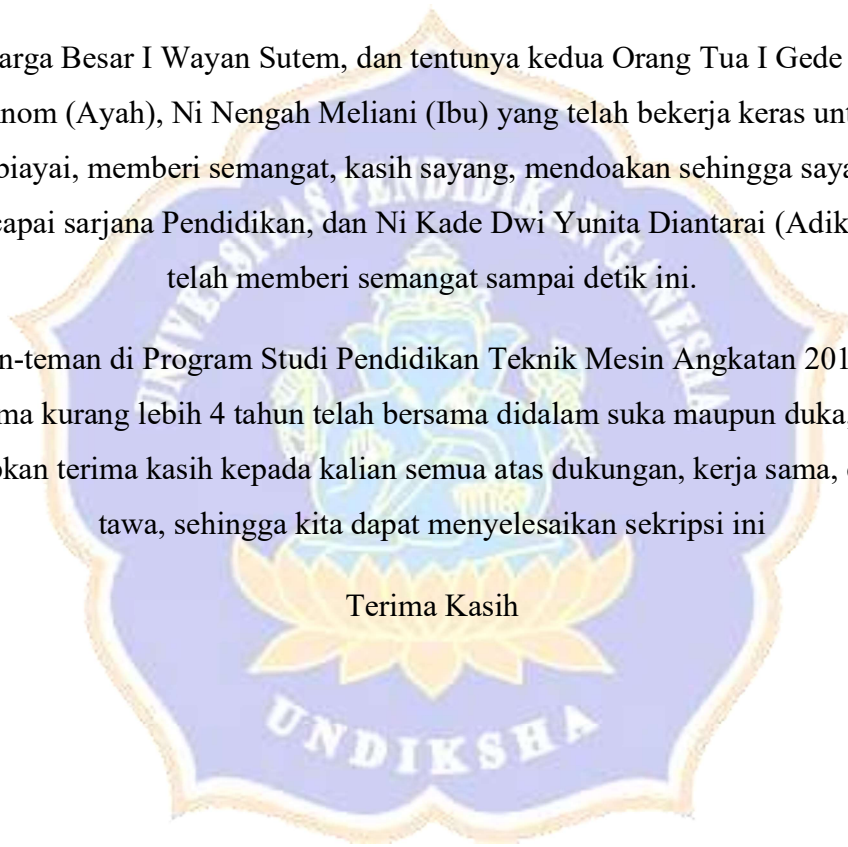 arga Besar I Wayan Sutem, dan tentunya kedua Orang Tua I Gede
nom (Ayah), Ni Nengah Meliani (Ibu) yang telah bekerja keras unt
biayai, memberi semangat, kasih sayang, mendoakan sehingga saya
capai sarjana Pendidikan, dan Ni Kade Dwi Yunita Diantarai (Adik
telah memberi semangat sampai detik ini.
n-teman di Program Studi Pendidikan Teknik Mesin Angkatan 201
ma kurang lebih 4 tahun telah bersama didalam suka maupun duka,
pkan terima kasih kepada kalian semua atas dukungan, kerja sama,
tawa, sehingga kita dapat menyelesaikan sekripsi ini
Terima Kasih
UNIVERSITAS PENDIDIKAN GANESHA
UNDIKSHA